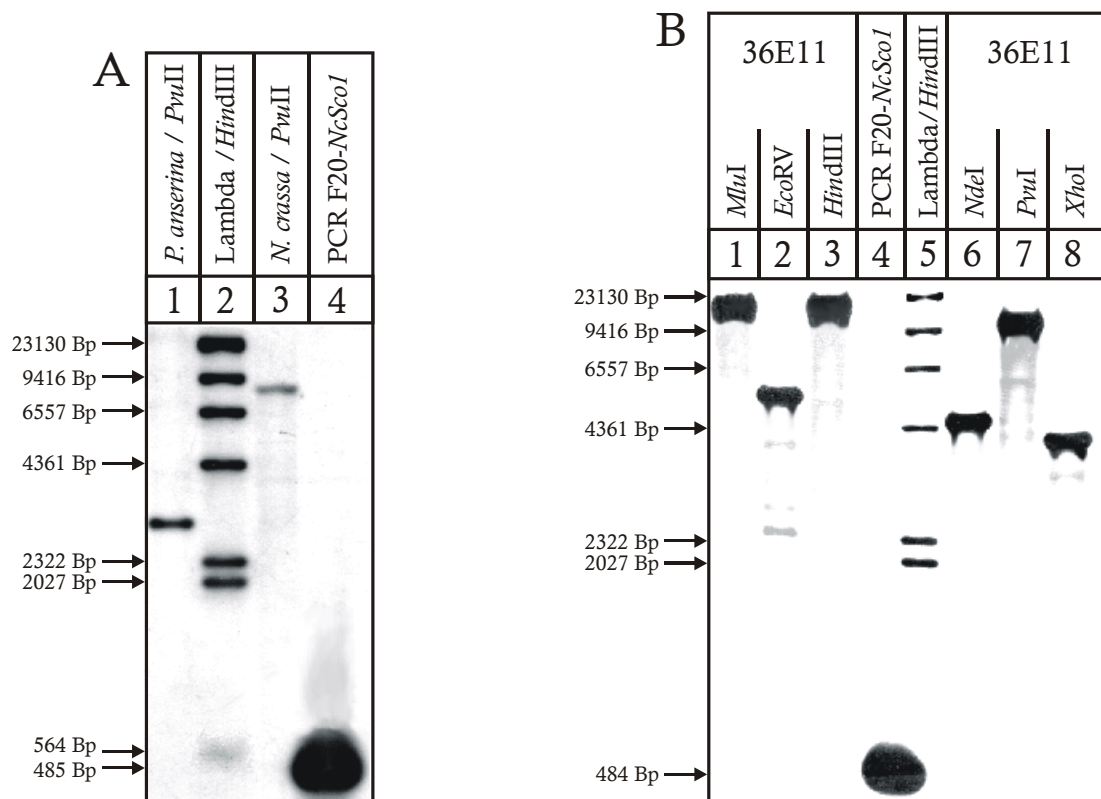 A
P. anserina / PvuII
Lambda / HindIII
N. crassa / PvuII
PCR F20-NcSco1
1 2 3 4
23130 Bp
9416 Bp
6557 Bp
4361 Bp
2322 Bp
2027 Bp
564 Bp
485 Bp
B
36E11 36E11
MluI
EcoRV
HindIII
PCR F20-NcSco1
Lambda/HindIII
NdeI
PvuI
XhoI
1 2 3 4 5 6 7 8
23130 Bp
9416 Bp
6557 Bp
4361 Bp
2322 Bp
2027 Bp
484 Bp